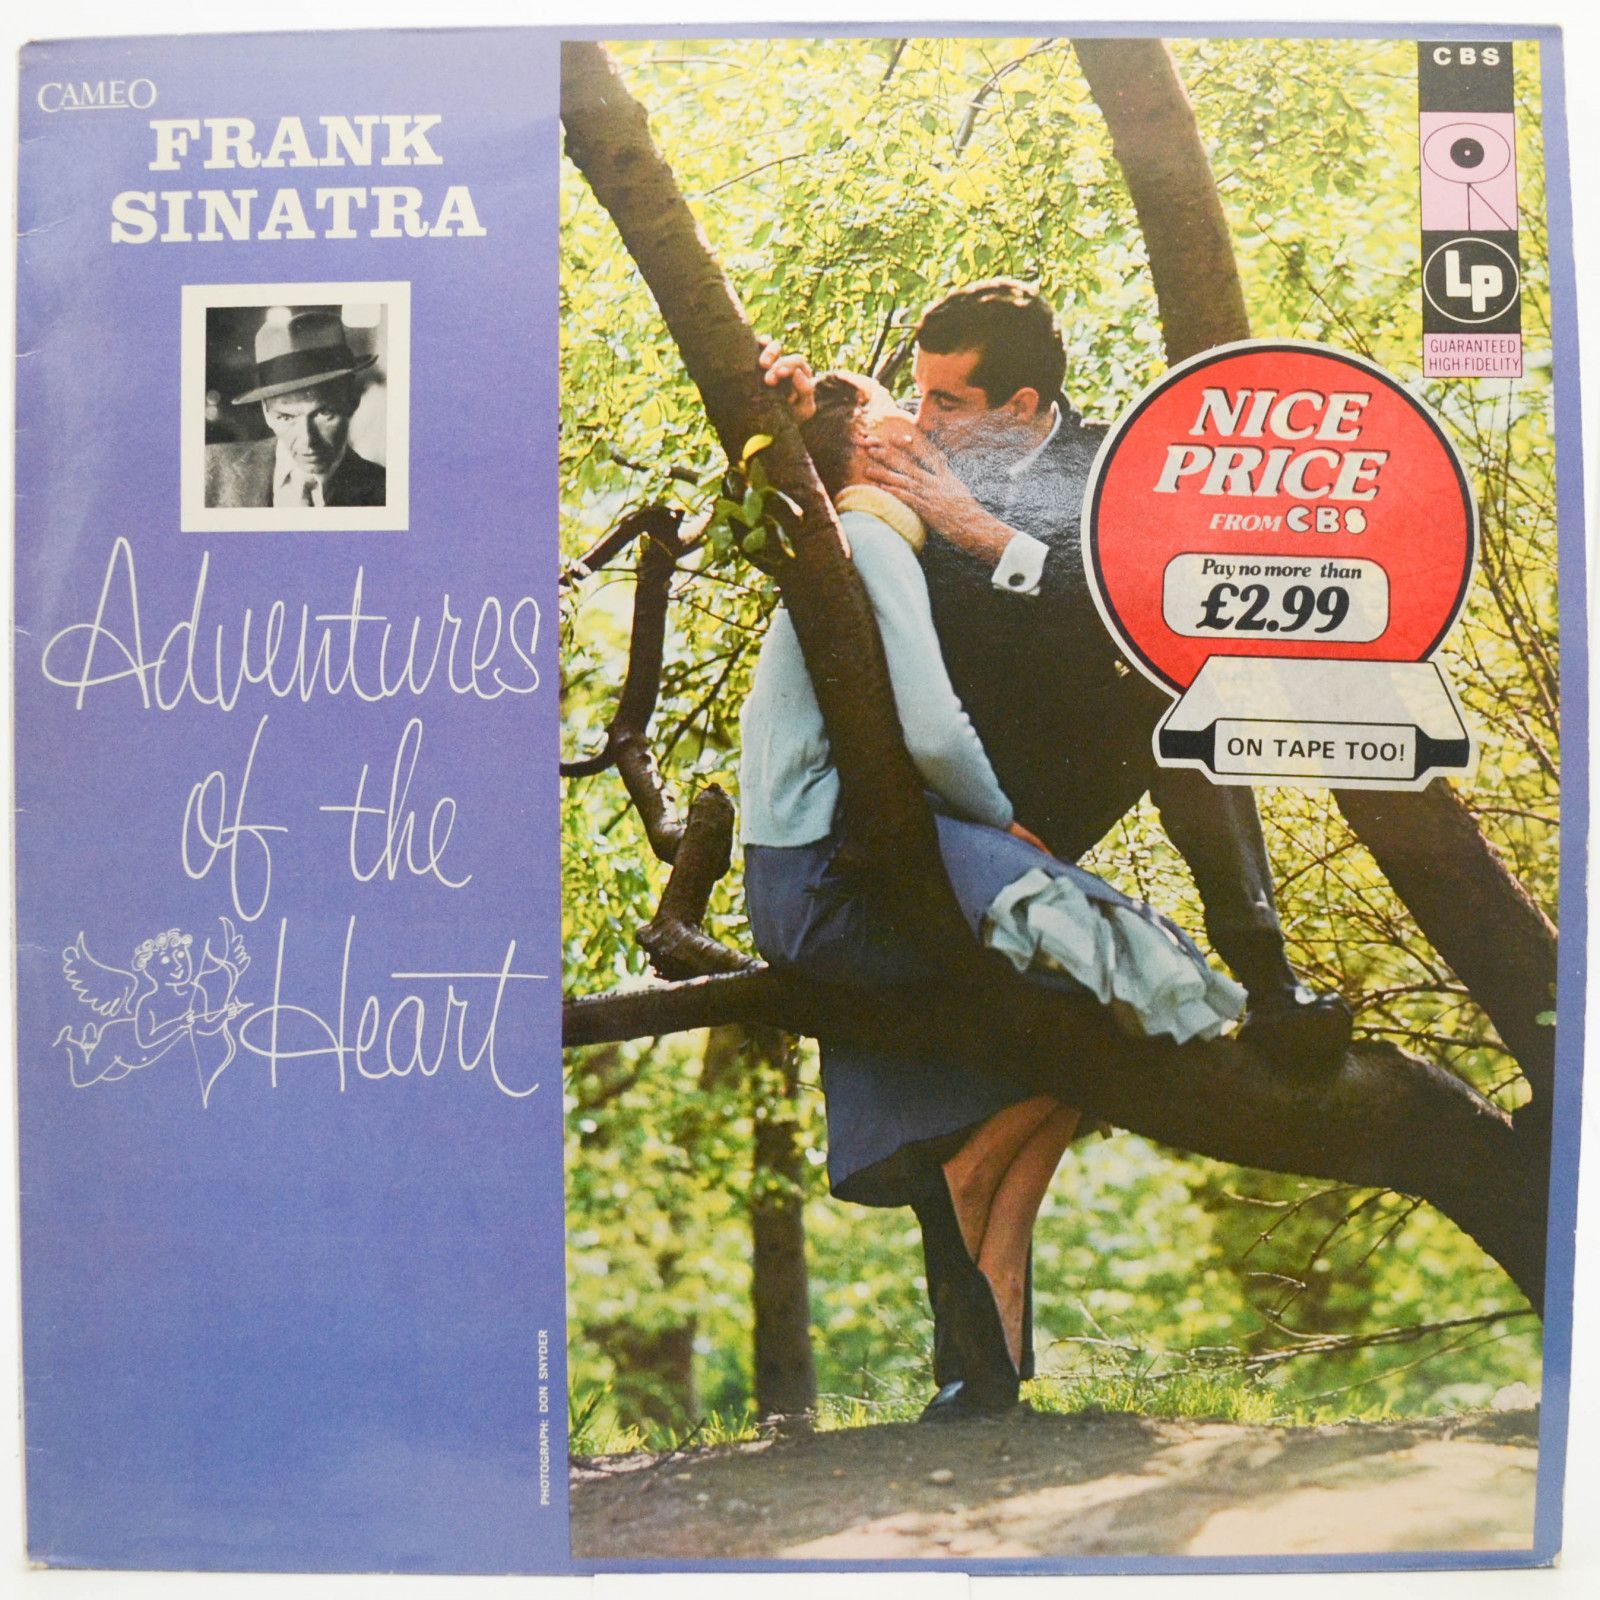 CAMEO
FRANK
SINATRA
Adventures
of the
Heart
PHOTOGRAPH: DON SNYDER
CBS
LP
GUARANTEED
HIGH-FIDELITY
NICE
PRICE
FROM CBS
Pay no more than
£2.99
ON TAPE TOO!